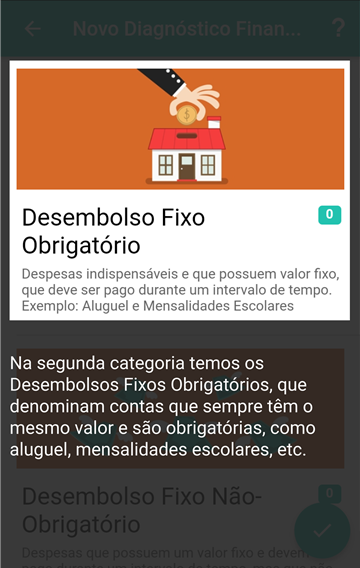 Novo Diagnóstico Finan...
?
Desembolso Fixo
0
Obrigatório
Despesas indispensáveis e que possuem valor fixo,
que deve ser pago durante um intervalo de tempo.
Exemplo: Aluguel e Mensalidades Escolares
Na segunda categoria temos os
Desembolsos Fixos Obrigatórios, que
denominam contas que sempre têm o
mesmo valor e são obrigatórias, como
aluguel, mensalidades escolares, etc.
Desembolso Fixo Não-
0
Obrigatório
Despesas que possuem um valor fixo e devem